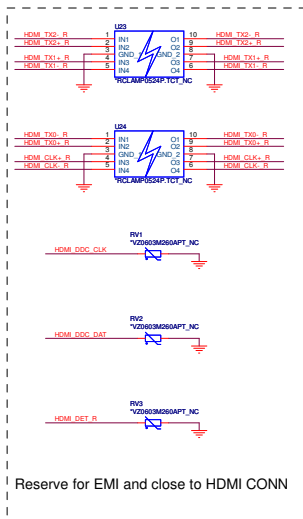 U23
HDMI_TX2-_R 1 IN1 O1 10 HDMI_TX2-_R
HDMI_TX2+_R 2 IN2 O2 9 HDMI_TX2+_R
3 GND_1 GND_2 8
HDMI_TX1+_R 4 IN3 O3 7 HDMI_TX1+_R
HDMI_TX1-_R 5 IN4 O4 6 HDMI_TX1-_R
*RCLAMP0524P.TCT_NC
U24
HDMI_TX0-_R 1 IN1 O1 10 HDMI_TX0-_R
HDMI_TX0+_R 2 IN2 O2 9 HDMI_TX0+_R
3 GND_1 GND_2 8
HDMI_CLK+_R 4 IN3 O3 7 HDMI_CLK+_R
HDMI_CLK-_R 5 IN4 O4 6 HDMI_CLK-_R
*RCLAMP0524P.TCT_NC
RV1
*VZ0603M260APT_NC
HDMI_DDC_CLK
RV2
*VZ0603M260APT_NC
HDMI_DDC_DAT
RV3
*VZ0603M260APT_NC
HDMI_DET_R
Reserve for EMI and close to HDMI CONN